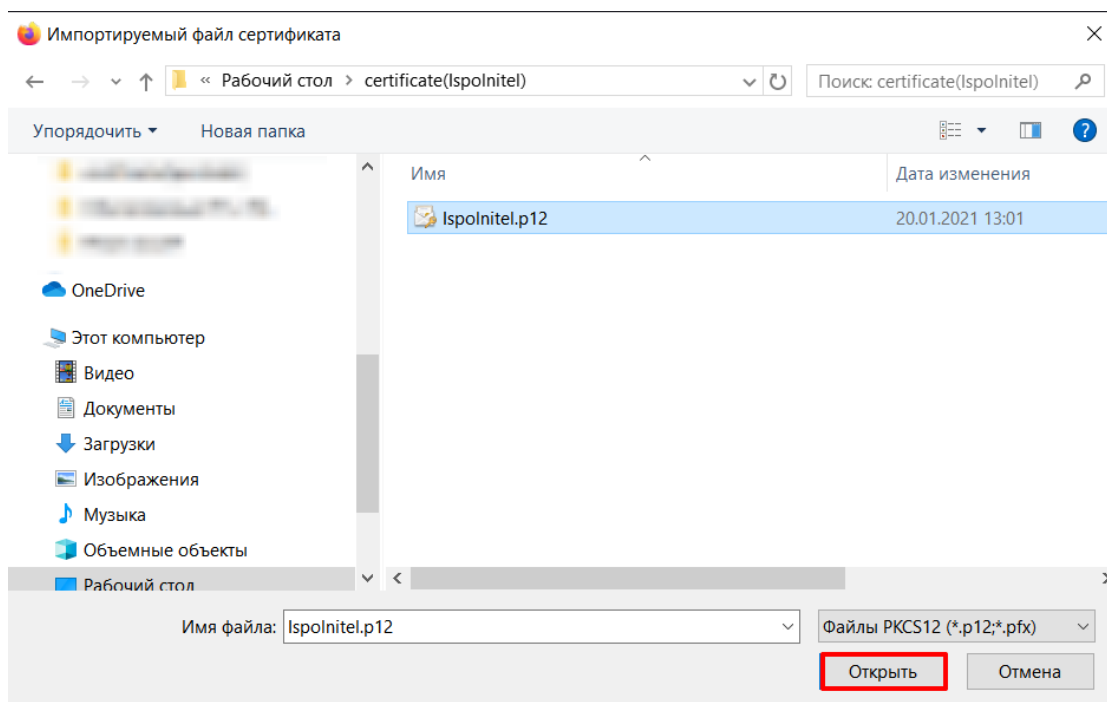 Импортируемый файл сертификата
« Рабочий стол > certificate(Ispolnitel)
Поиск: certificate(Ispolnitel)
Упорядочить
Новая папка
Имя
Дата изменения
Ispolnitel.p12
20.01.2021 13:01
OneDrive
Этот компьютер
Видео
Документы
Загрузки
Изображения
Музыка
Объемные объекты
Рабочий стол
Имя файла:
Ispolnitel.p12
Файлы PKCS12 (*.p12;*.pfx)
Открыть
Отмена